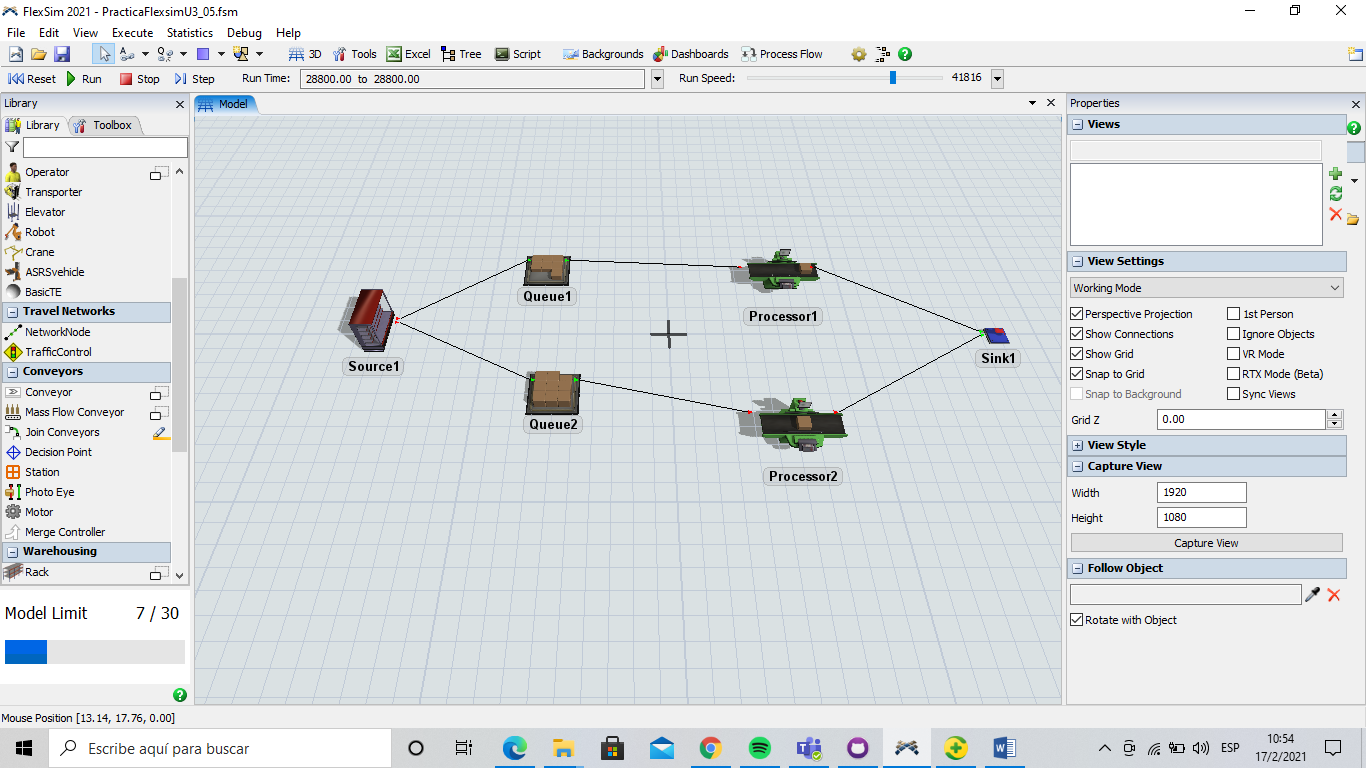 FlexSim 2021 - PracticaFlexsimU3_05.fsm
File Edit View Execute Statistics Debug Help
3D Tools Excel Tree Script Backgrounds Dashboards Process Flow
Reset Run Stop Step Run Time: 28800.00 to 28800.00 Run Speed: 41816
Library
Library Toolbox
Operator
Transporter
Elevator
Robot
Crane
ASRSvehicle
BasicTE
Travel Networks
NetworkNode
TrafficControl
Conveyors
Conveyor
Mass Flow Conveyor
Join Conveyors
Decision Point
Station
Photo Eye
Motor
Merge Controller
Warehousing
Rack
Model Limit 7 / 30
Mouse Position [13.14, 17.76, 0.00]
Model
Queue1
Processor1
Source1
Sink1
Queue2
Processor2
Properties
Views
View Settings
Working Mode
Perspective Projection 1st Person
Show Connections Ignore Objects
Show Grid VR Mode
Snap to Grid RTX Mode (Beta)
Snap to Background Sync Views
Grid Z 0.00
View Style
Capture View
Width 1920
Height 1080
Capture View
Follow Object
Rotate with Object
Escribe aquí para buscar
ESP
10:54
17/2/2021